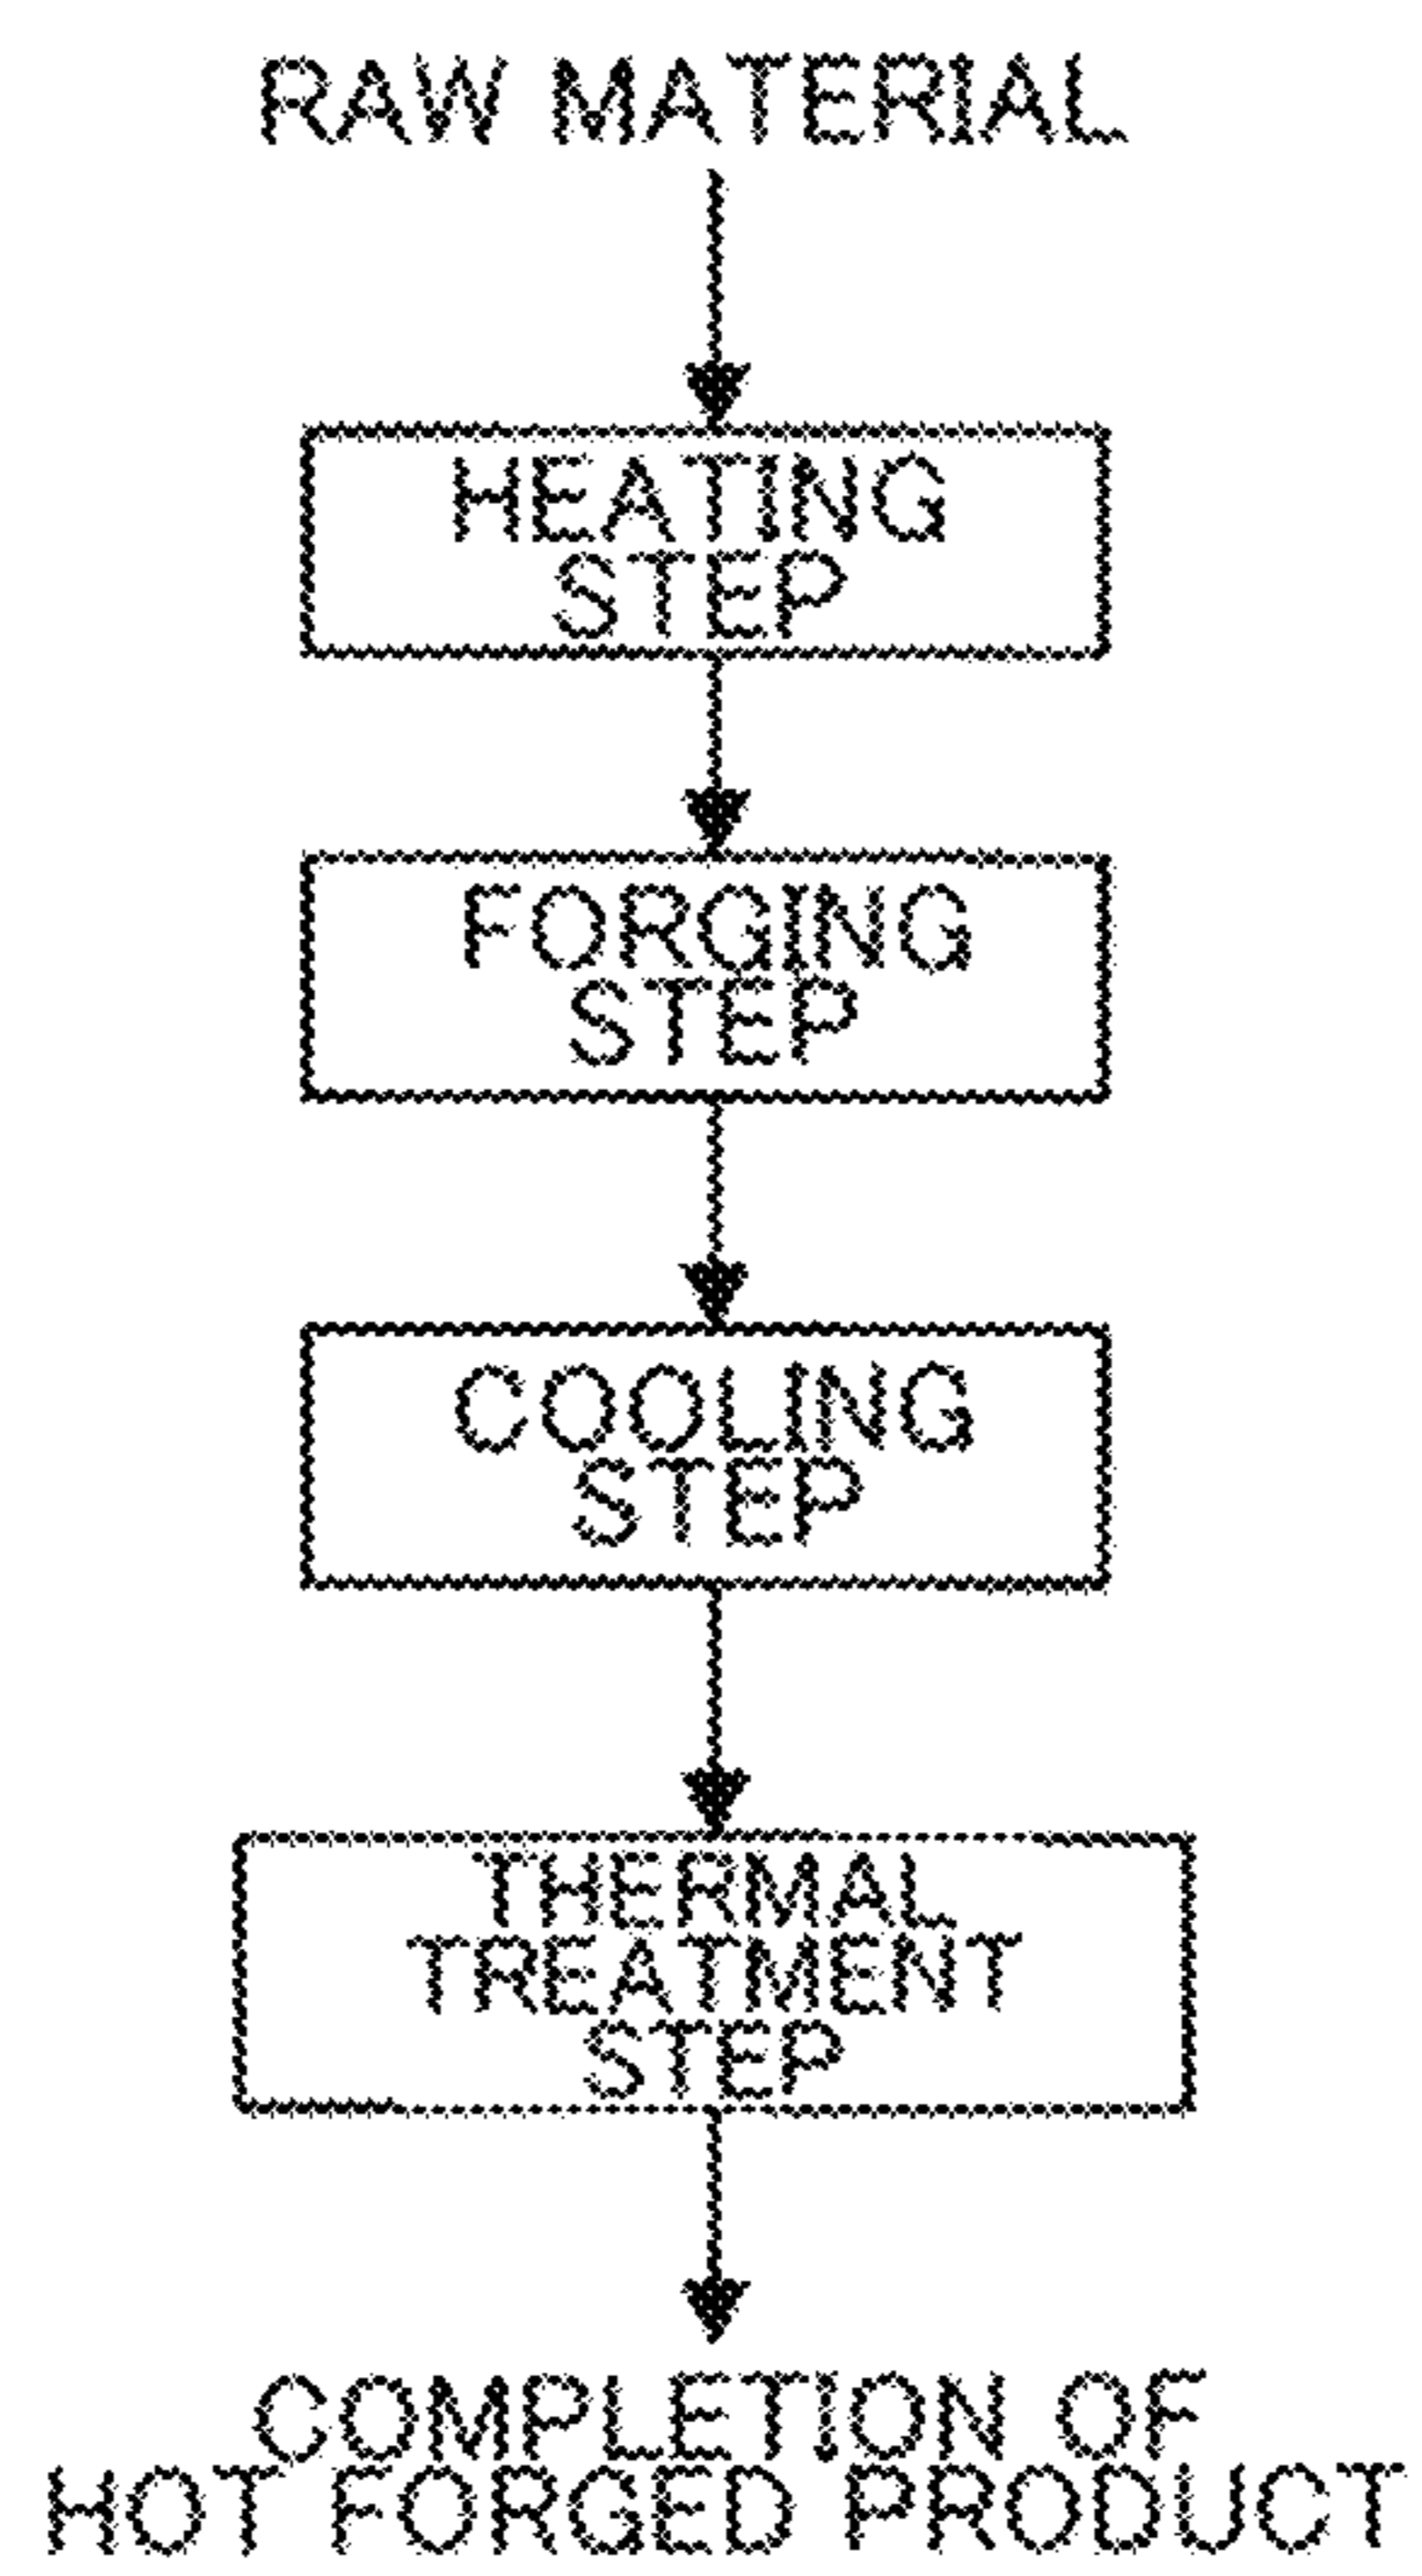 RAW MATERIAL
HEATING
STEP
FORGING
STEP
COOLING
STEP
THERMAL
TREATMENT
STEP
COMPLETION OF
HOT FORGED PRODUCT